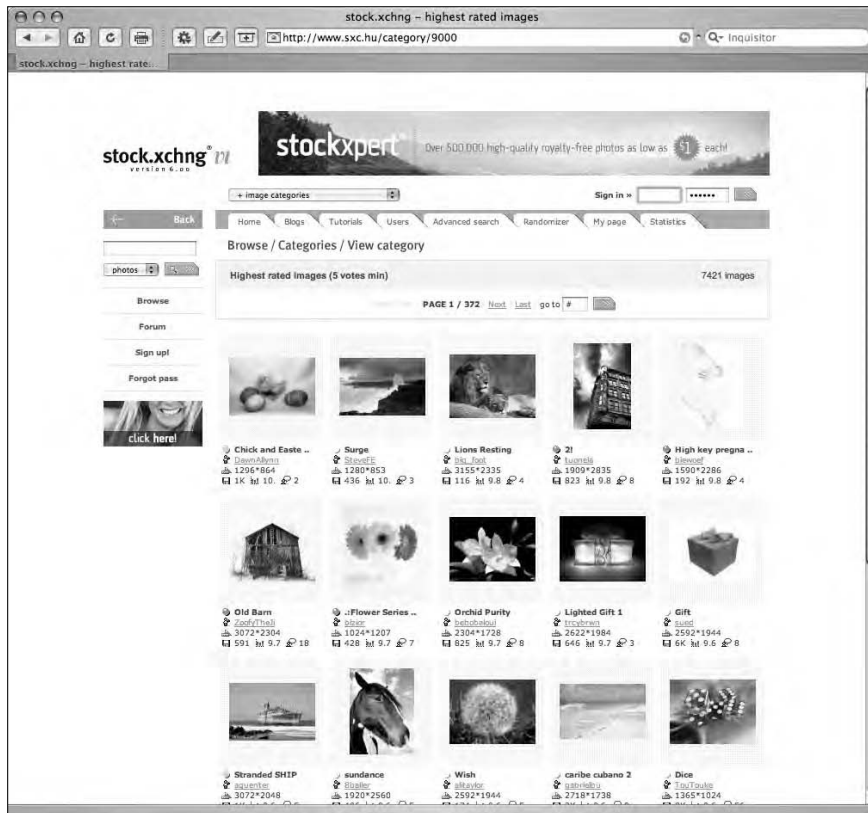 stock.xchng – highest rated images
http://www.sxc.hu/category/9000
Inquisitor
stock.xchng – highest rate...
stock.xchng® vi
version 6.00
stockxpert
Over 500.000 high-quality royalty-free photos as low as $1 each!
+ image categories
Sign in »
Back
Home Blogs Tutorials Users Advanced search Randomizer My page Statistics
photos
Browse
Forum
Sign up!
Forgot pass
click here!
Browse / Categories / View category
Highest rated images (5 votes min) 7421 images
PAGE 1 / 372 Next Last go to #
Chick and Easte .. Surge Lions Resting 2! High key pregna ..
DawnAllynn SteveFE big_foot
1296*864 1280*853 3155*2335 1909*2835 1590*2286
1K 10. 2 436 10. 3 116 9.8 4 823 9.8 8 192 9.8 4
Old Barn .:Flower Series .. Orchid Purity Lighted Gift 1 Gift
ZoofyTheJi trcybrwn sued
3072*2304 1024*1207 2304*1728 2622*1984 2592*1944
591 9.7 18 428 9.7 7 825 9.7 8 646 9.7 3 6K 9.6 8
Stranded SHIP sundance Wish caribe cubano 2 Dice
Bballer alitaylor TouTouke
3072*2048 1920*2560 2592*1944 2718*1738 1365*1024